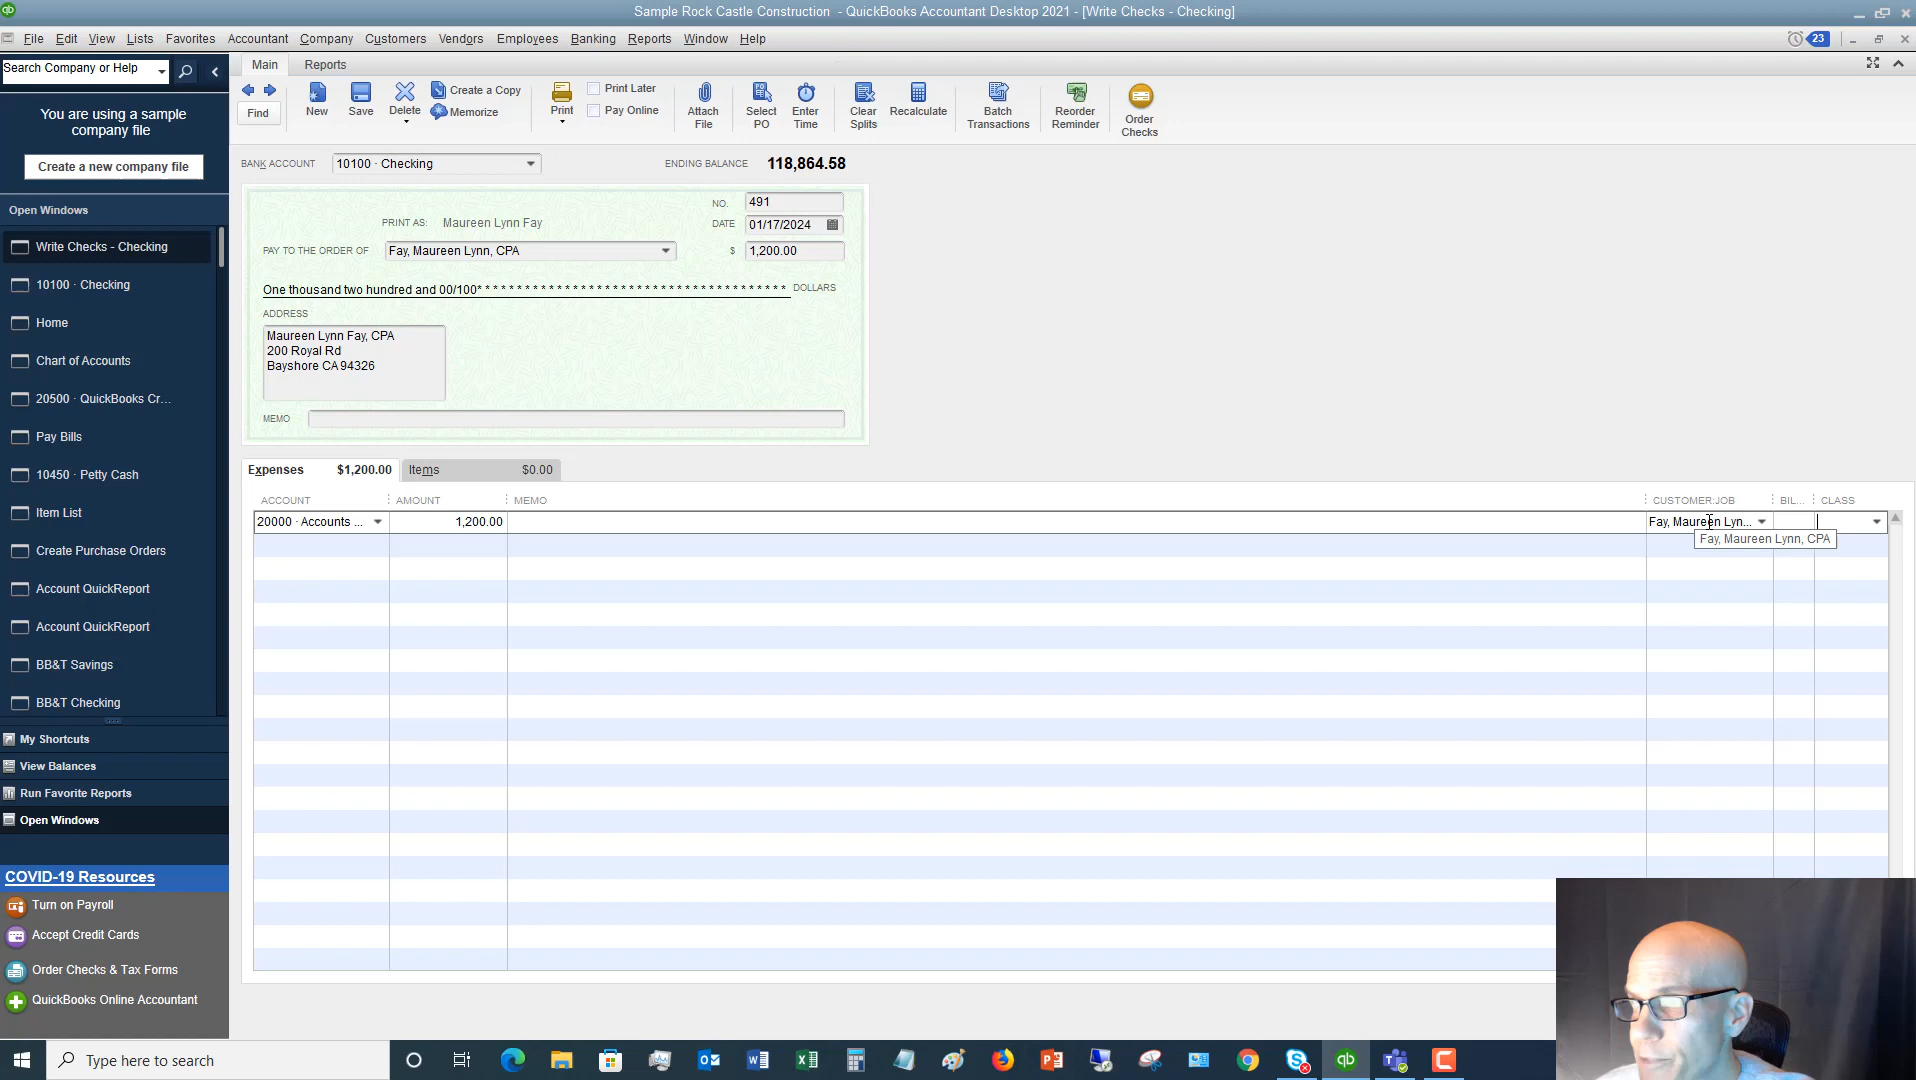 Sample Rock Castle Construction - QuickBooks Accountant Desktop 2021 - [Write Checks - Checking]
File Edit View Lists Favorites Accountant Company Customers Vendors Employees Banking Reports Window Help
23
Search Company or Help
You are using a sample
company file
Create a new company file
Open Windows
Write Checks - Checking
10100 · Checking
Home
Chart of Accounts
20500 · QuickBooks Cr...
Pay Bills
10450 · Petty Cash
Item List
Create Purchase Orders
Account QuickReport
Account QuickReport
BB&T Savings
BB&T Checking
My Shortcuts
View Balances
Run Favorite Reports
Open Windows
COVID-19 Resources
Turn on Payroll
Accept Credit Cards
Order Checks & Tax Forms
QuickBooks Online Accountant
Main Reports
Find
New
Save
Delete
Create a Copy
Memorize
Print
Print Later
Pay Online
Attach
File
Select
PO
Enter
Time
Clear
Splits
Recalculate
Batch
Transactions
Reorder
Reminder
Order
Checks
BANK ACCOUNT 10100 · Checking ENDING BALANCE 118,864.58
NO. 491
PRINT AS: Maureen Lynn Fay DATE 01/17/2024
PAY TO THE ORDER OF Fay, Maureen Lynn, CPA $ 1,200.00
One thousand two hundred and 00/100* * * * * * * * * * * * * * * * * * * * * * * * * * * * * * * * * * * * * * DOLLARS
ADDRESS
Maureen Lynn Fay, CPA
200 Royal Rd
Bayshore CA 94326
MEMO
Expenses $1,200.00 Items $0.00
ACCOUNT AMOUNT MEMO CUSTOMER:JOB BIL... CLASS
20000 · Accounts ... 1,200.00 Fay, Maureen Lyn...
Fay, Maureen Lynn, CPA
Type here to search